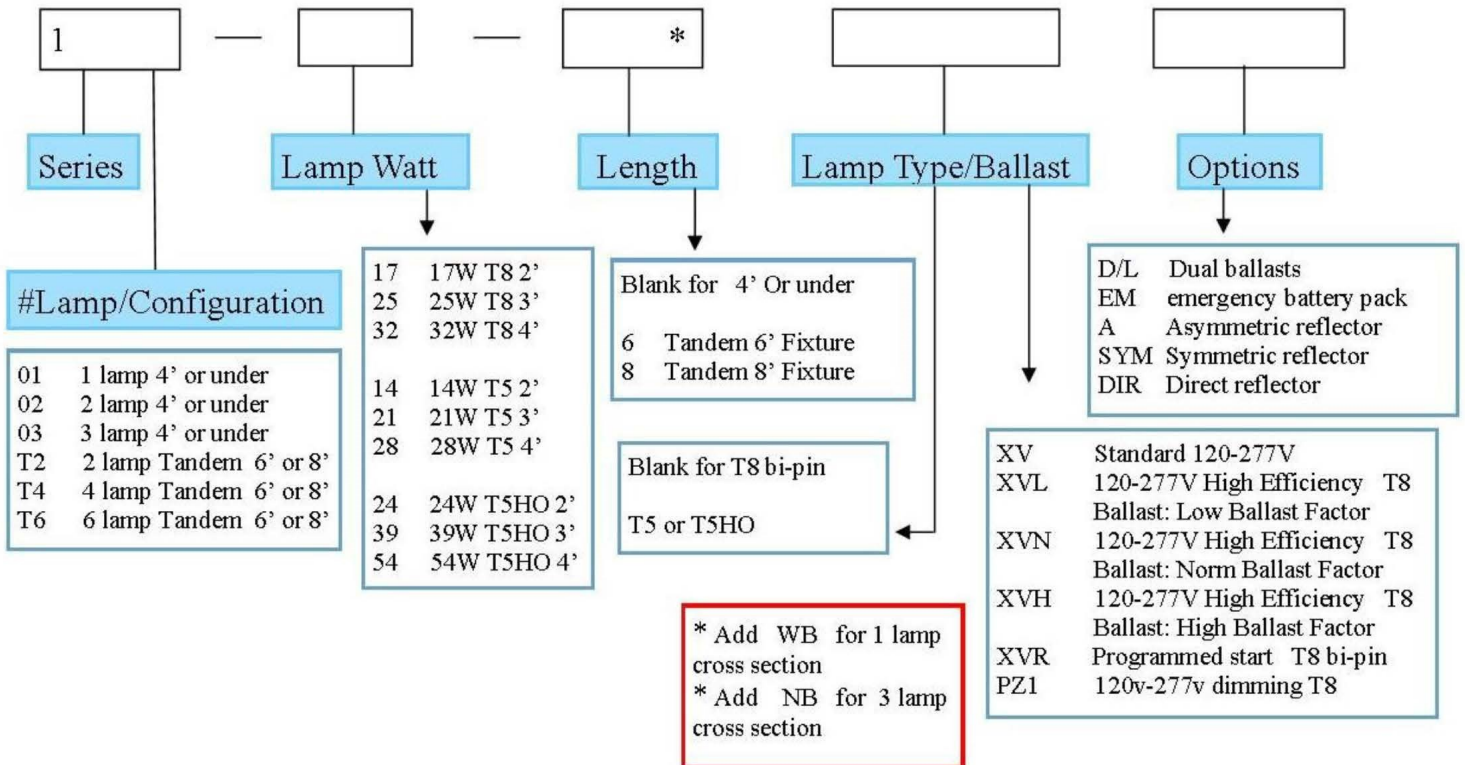 1 — — *
Series
Lamp Watt
Length
Lamp Type/Ballast
Options
#Lamp/Configuration
01 1 lamp 4’ or under
02 2 lamp 4’ or under
03 3 lamp 4’ or under
T2 2 lamp Tandem 6’ or 8’
T4 4 lamp Tandem 6’ or 8’
T6 6 lamp Tandem 6’ or 8’
17 17W T8 2’
25 25W T8 3’
32 32W T8 4’
14 14W T5 2’
21 21W T5 3’
28 28W T5 4’
24 24W T5HO 2’
39 39W T5HO 3’
54 54W T5HO 4’
Blank for 4’ Or under
6 Tandem 6’ Fixture
8 Tandem 8’ Fixture
Blank for T8 bi-pin
T5 or T5HO
D/L Dual ballasts
EM emergency battery pack
A Asymmetric reflector
SYM Symmetric reflector
DIR Direct reflector
XV Standard 120-277V
XVL 120-277V High Efficiency T8
Ballast: Low Ballast Factor
XVN 120-277V High Efficiency T8
Ballast: Norm Ballast Factor
XVH 120-277V High Efficiency T8
Ballast: High Ballast Factor
XVR Programmed start T8 bi-pin
PZ1 120v-277v dimming T8
* Add WB for 1 lamp
cross section
* Add NB for 3 lamp
cross section